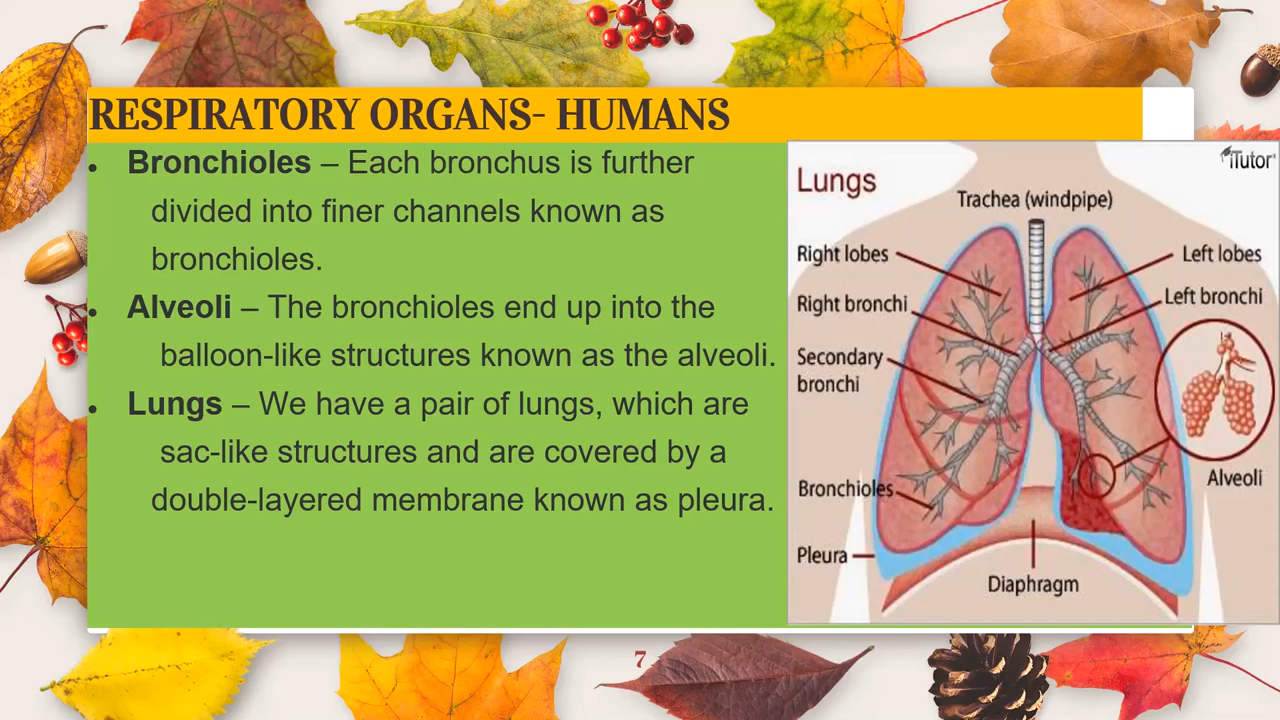 RESPIRATORY ORGANS- HUMANS
• Bronchioles – Each bronchus is further
divided into finer channels known as
bronchioles.
• Alveoli – The bronchioles end up into the
balloon-like structures known as the alveoli.
• Lungs – We have a pair of lungs, which are
sac-like structures and are covered by a
double-layered membrane known as pleura.
iTutor
Lungs
Trachea (windpipe)
Right lobes
Left lobes
Right bronchi
Left bronchi
Secondary
bronchi
Alveoli
Bronchioles
Pleura
Diaphragm
7